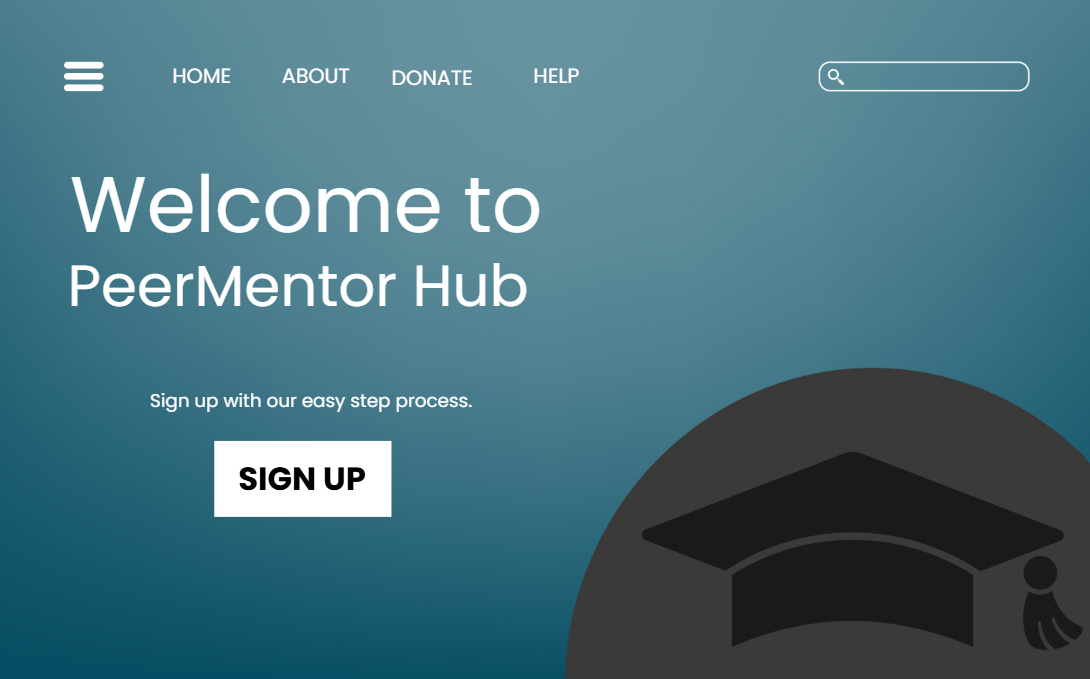 HOME ABOUT DONATE HELP
Welcome to
PeerMentor Hub
Sign up with our easy step process.
SIGN UP